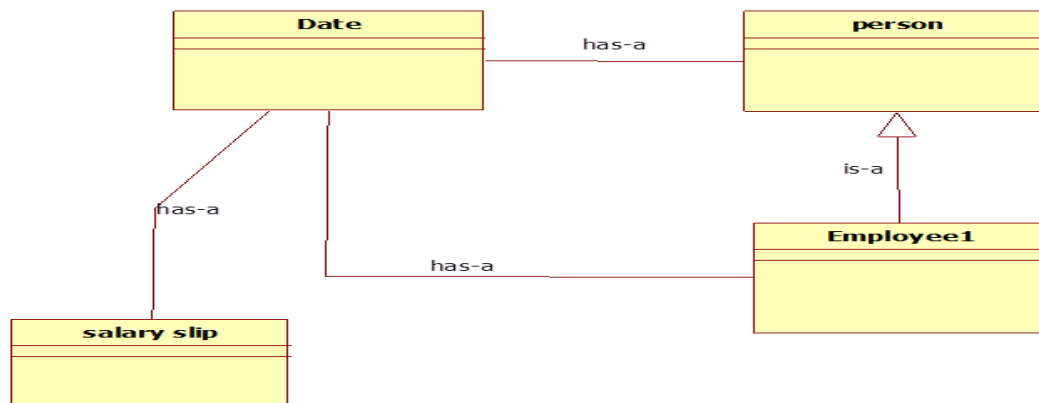 Date
person
has-a
is-a
has-a
Employee1
has-a
salary slip